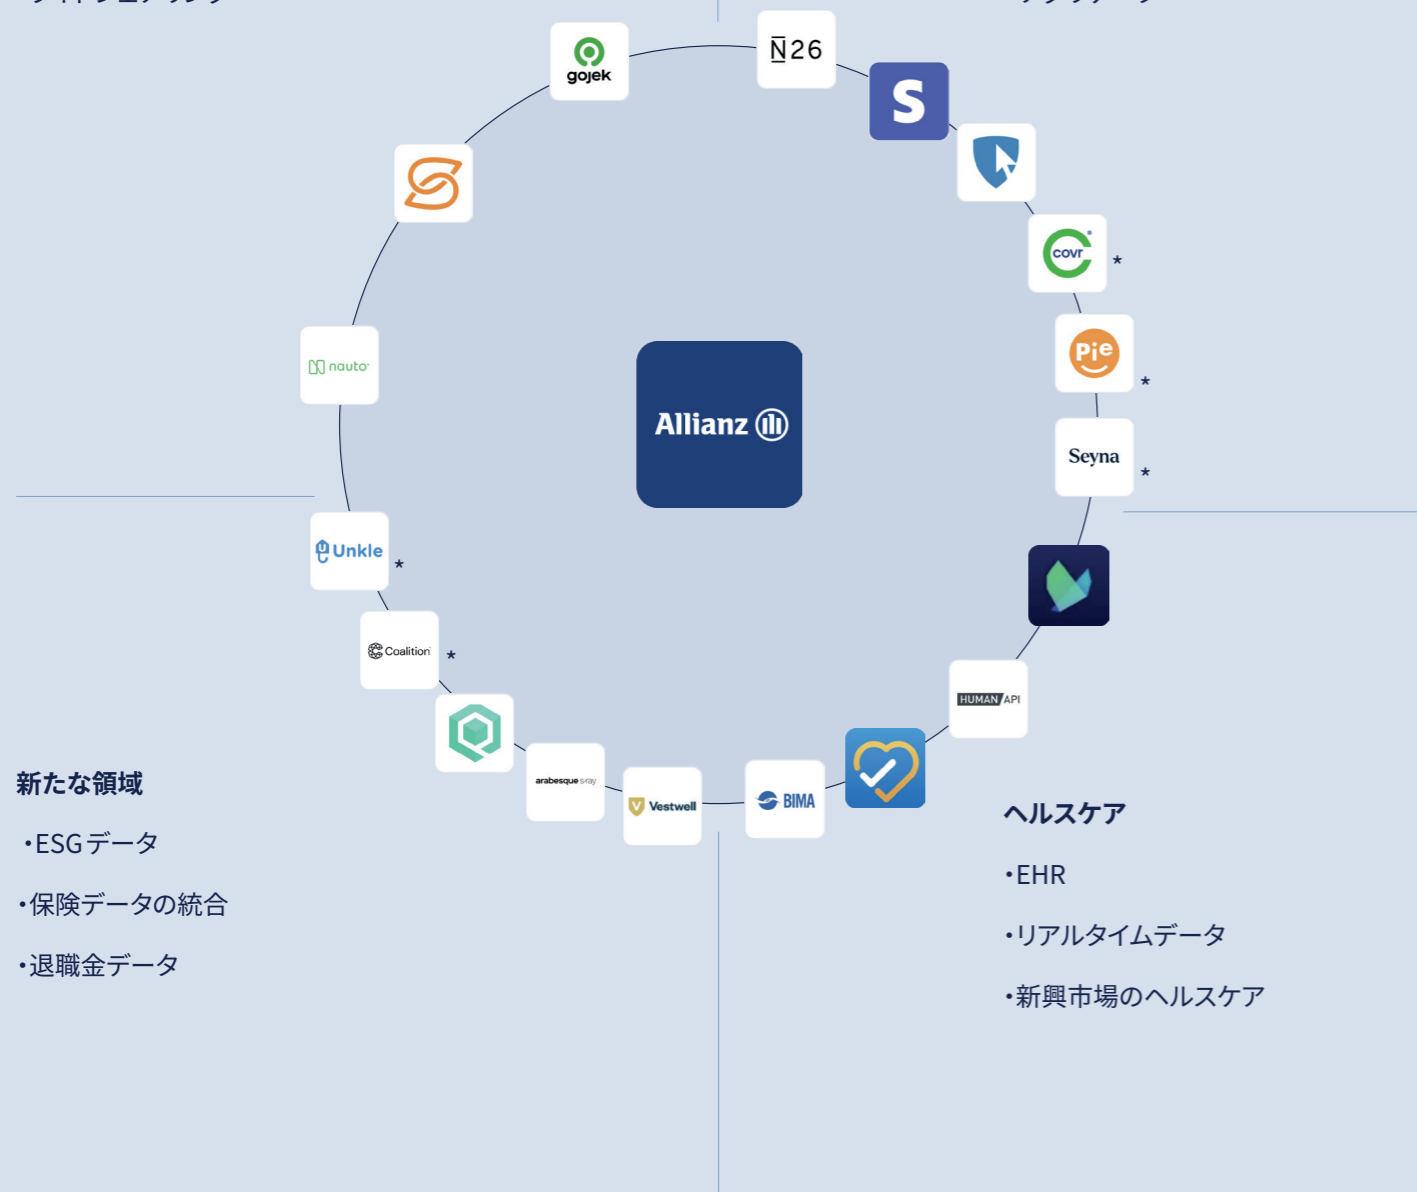 gojek
N26
S
covr
*
Pie
*
nauto
Allianz
Seyna
*
Unkle
*
Coalition
*
HUMAN API
arabesque s-ray
V Vestwell
BIMA
新たな領域
・ESGデータ
・保険データの統合
・退職金データ
ヘルスケア
・EHR
・リアルタイムデータ
・新興市場のヘルスケア